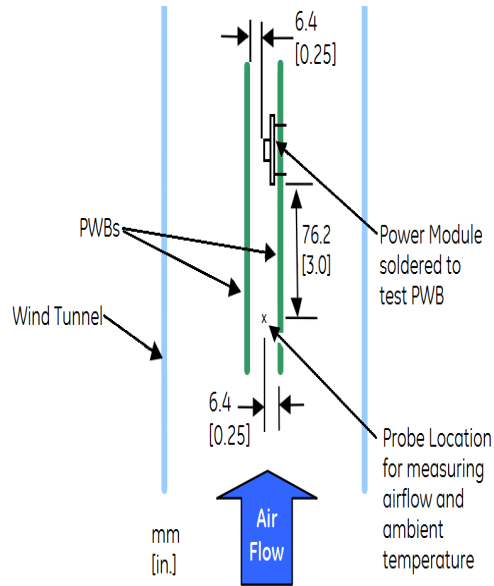 6.4
[0.25]
PWBs
76.2
[3.0]
Power Module
soldered to
test PWB
Wind Tunnel
x
6.4
[0.25]
Probe Location
for measuring
airflow and
ambient
temperature
Air
Flow
mm
[in.]